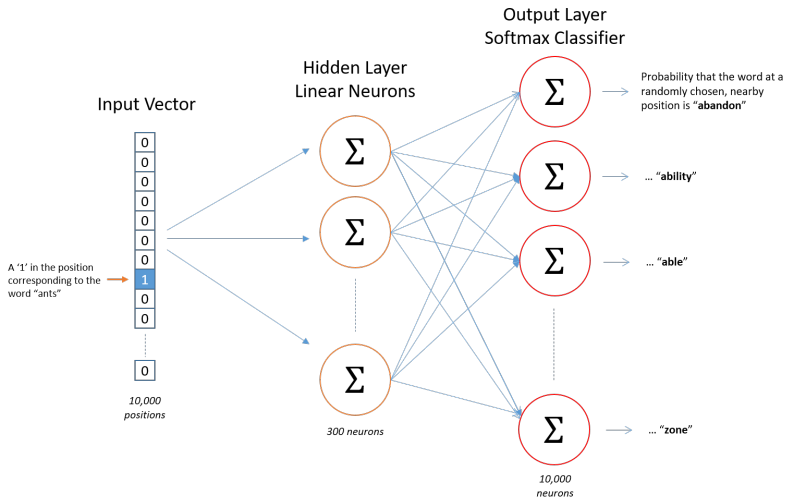 Output Layer
Softmax Classifier
Hidden Layer
Linear Neurons
Input Vector
0
0
0
0
0
0
0
1
0
0
0
A ‘1’ in the position
corresponding to the
word “ants”
10,000
positions
Σ
Σ
Σ
300 neurons
Σ
Σ
Σ
Σ
10,000
neurons
Probability that the word at a
randomly chosen, nearby
position is “abandon”
… “ability”
… “able”
… “zone”